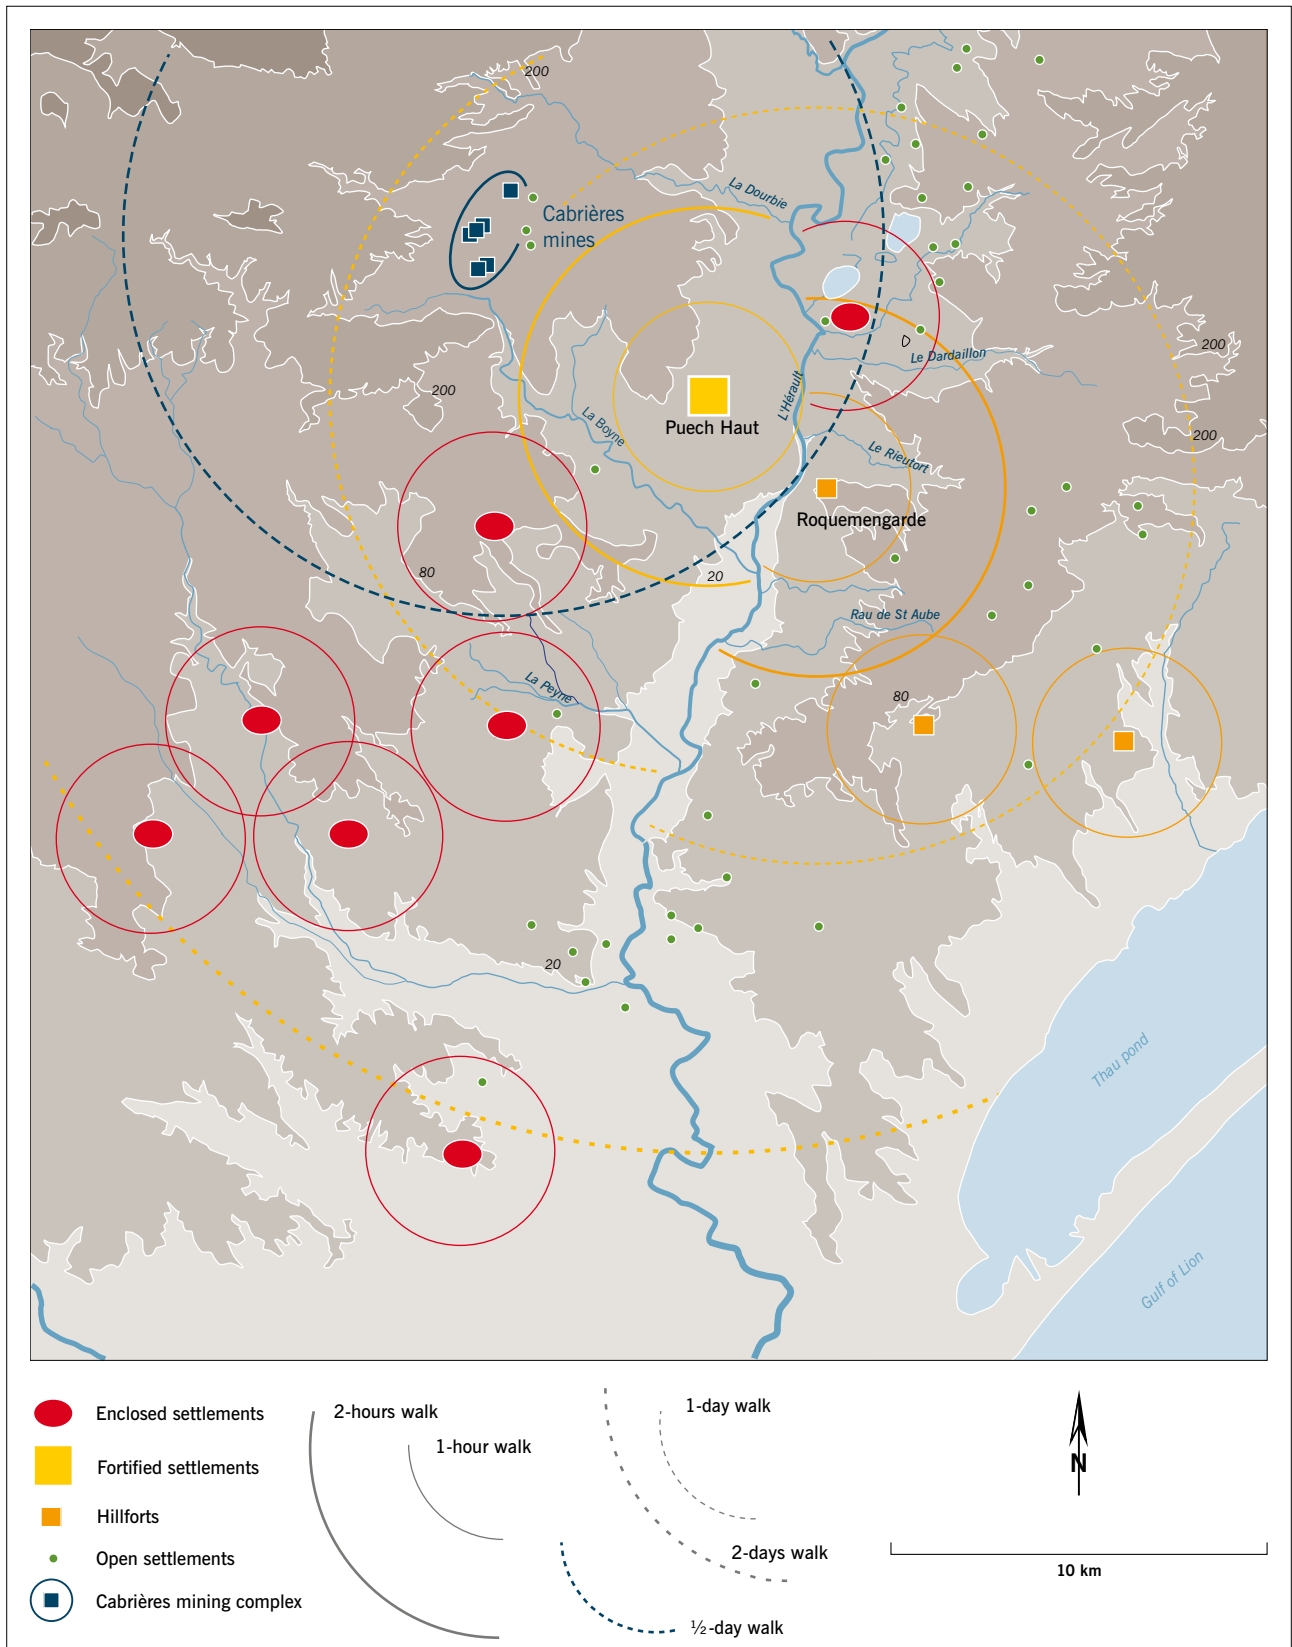 200
La Dourbie
Cabrières
mines
200
Le Dardaillon
200
L'Hérault
La Boyne
Puech Haut
200
Le Rieutort
Roquemengarde
80
20
Rau de St Aube
La Peyne
80
20
Thau pond
Gulf of Lion
Enclosed settlements
Fortified settlements
Hillforts
Open settlements
Cabrières mining complex
2-hours walk
1-hour walk
1-day walk
2-days walk
½-day walk
N
10 km